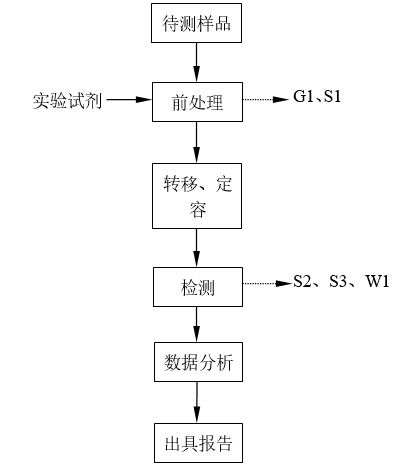 待测样品
实验试剂
前处理
G1、S1
转移、定
容
检测
S2、S3、W1
数据分析
出具报告